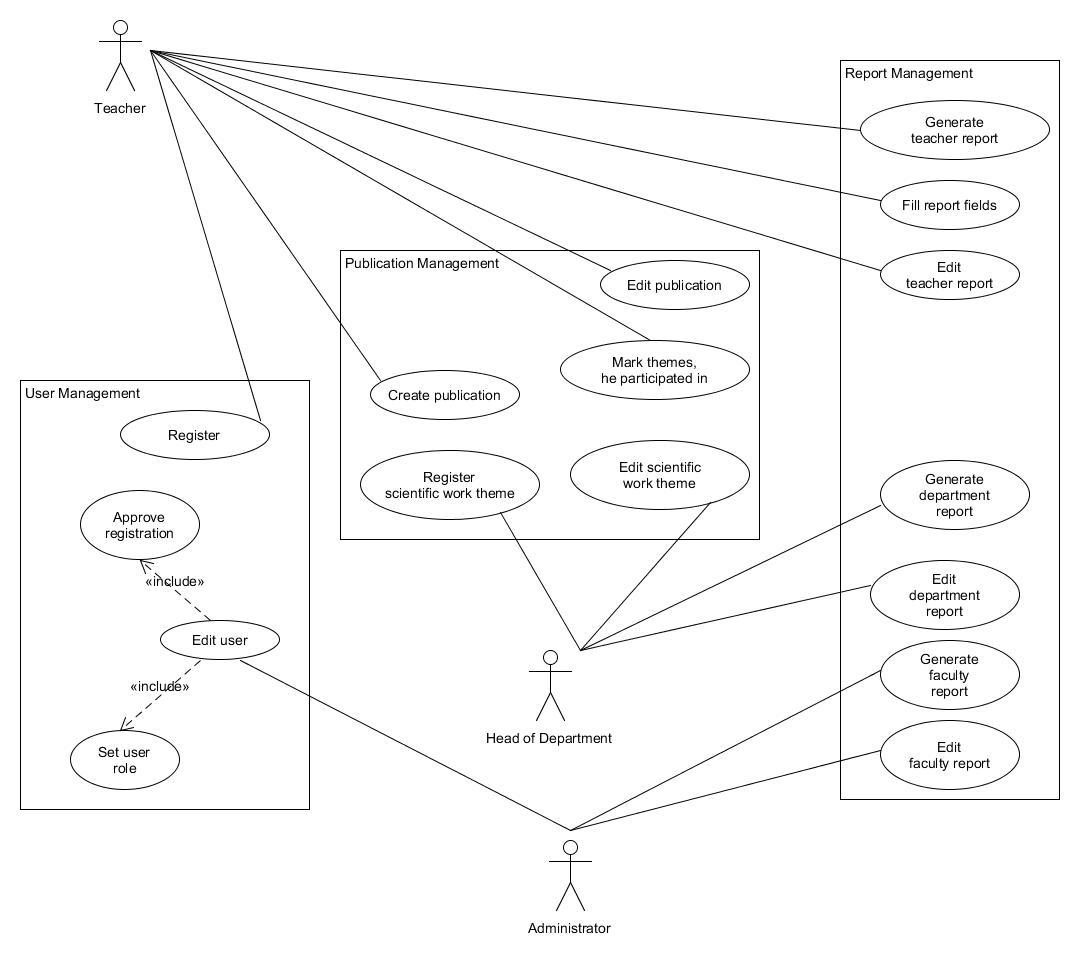 Teacher
Report Management
Generate
teacher report
Fill report fields
Edit
teacher report
Publication Management
Edit publication
Mark themes,
he participated in
Create publication
Register
scientific work theme
Edit scientific
work theme
User Management
Register
Approve
registration
«include»
Edit user
«include»
Set user
role
Generate
department
report
Edit
department
report
Generate
faculty
report
Edit
faculty report
Head of Department
Administrator